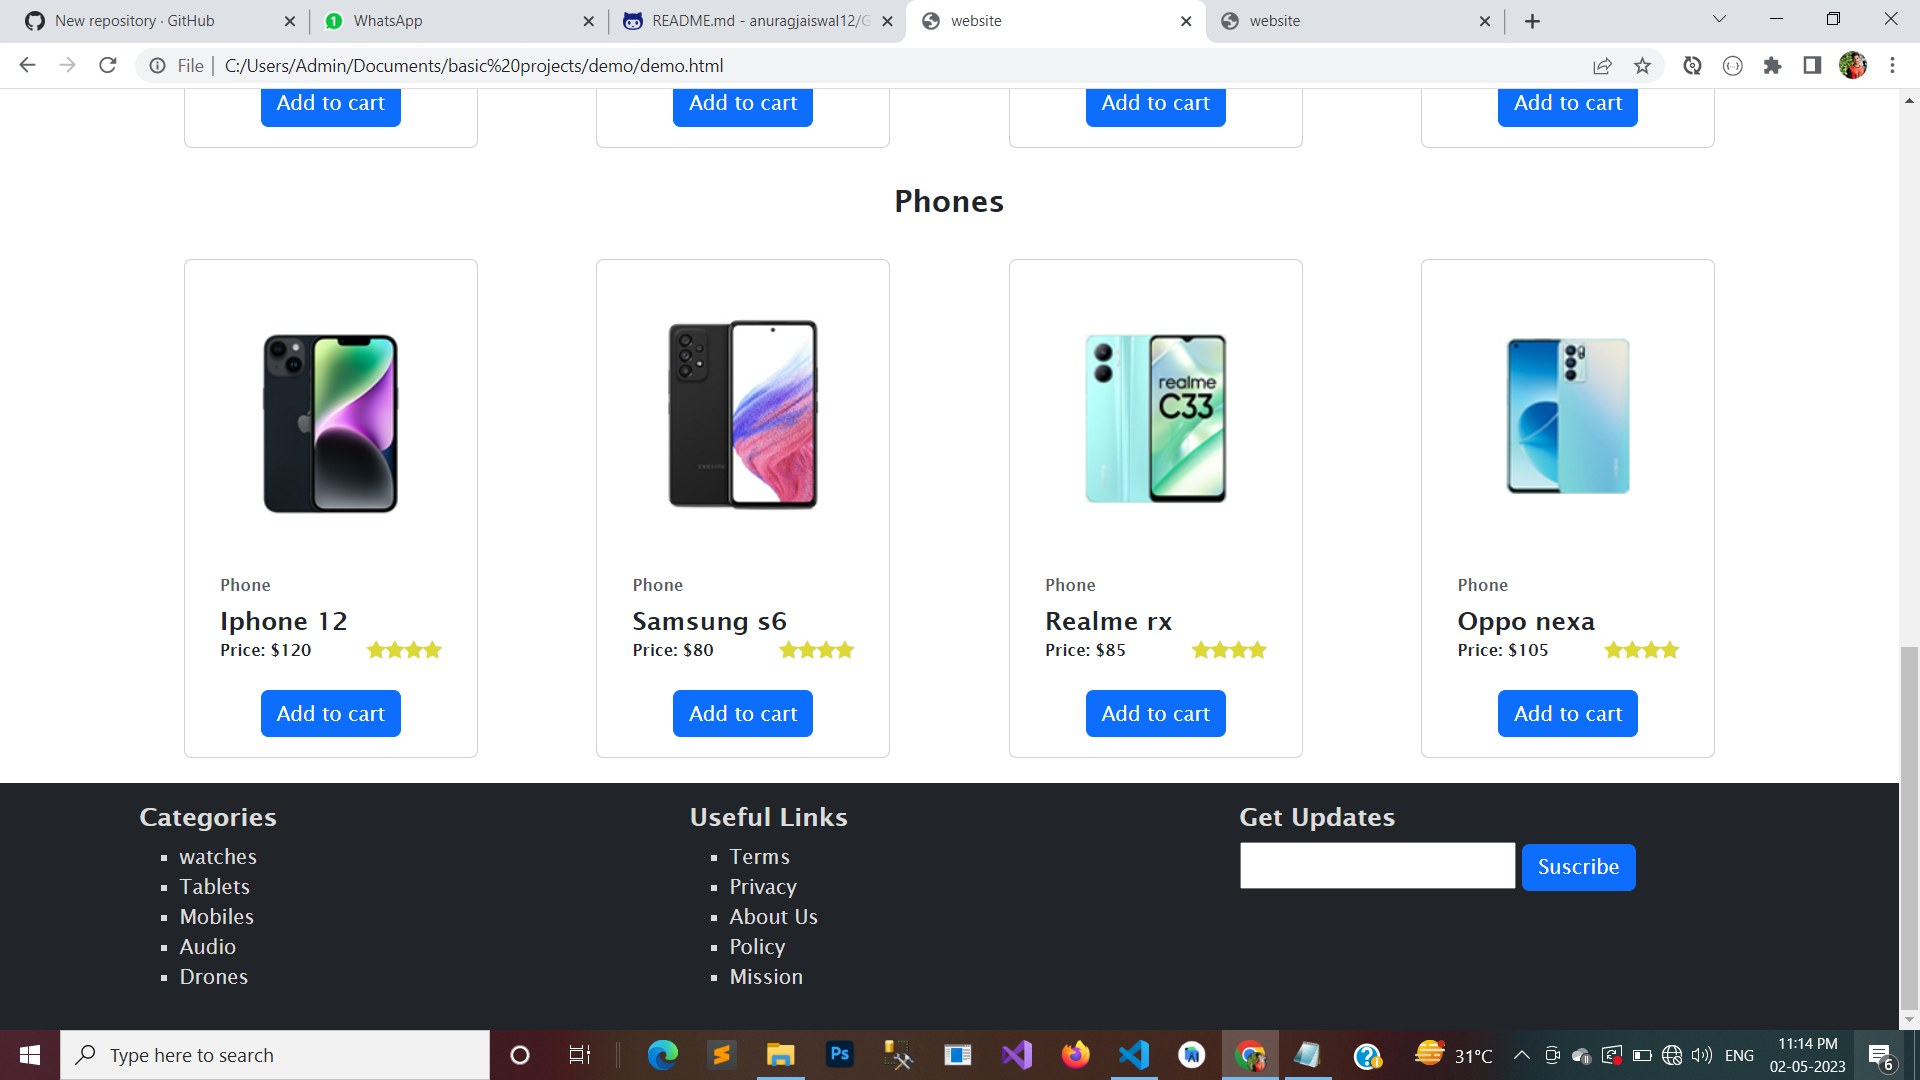 New repository · GitHub
WhatsApp
README.md - anuragjaiswal12/G
website
website
File | C:/Users/Admin/Documents/basic%20projects/demo/demo.html
Add to cart Add to cart Add to cart Add to cart
Phones
realme
C33
SAMSUNG
Phone Phone Phone Phone
Iphone 12 Samsung s6 Realme rx Oppo nexa
Price: $120 Price: $80 Price: $85 Price: $105
Add to cart Add to cart Add to cart Add to cart
Categories
watches
Tablets
Mobiles
Audio
Drones
Useful Links
Terms
Privacy
About Us
Policy
Mission
Get Updates
Suscribe
Type here to search
Ps
31°C
ENG
11:14 PM
02-05-2023
6